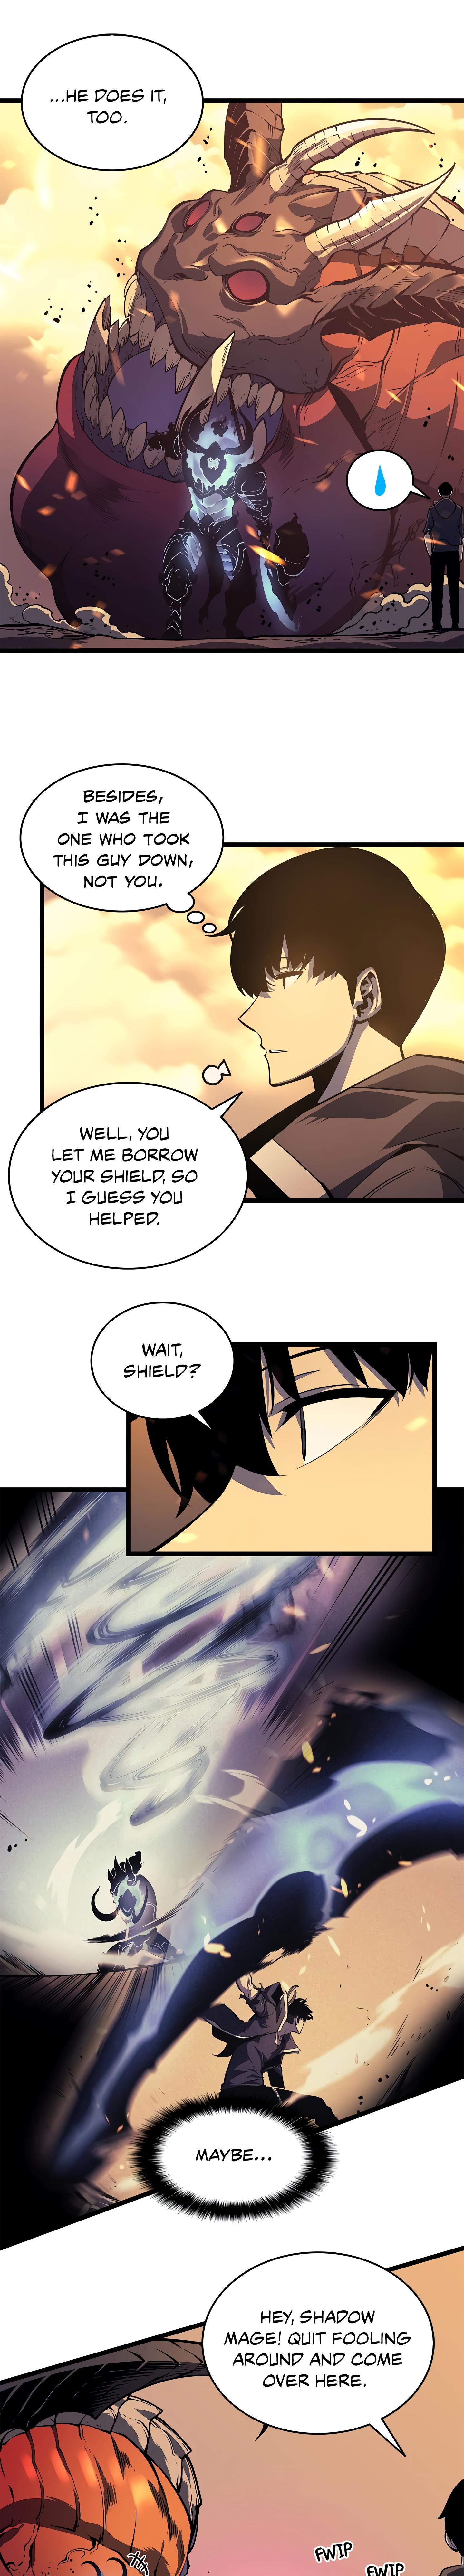 ...HE DOES IT,
TOO.
BESIDES,
I WAS THE
ONE WHO TOOK
THIS GUY DOWN,
NOT YOU.
WELL, YOU
LET ME BORROW
YOUR SHIELD, SO
I GUESS YOU
HELPED.
WAIT,
SHIELD?
MAYBE...
HEY, SHADOW
MAGE! QUIT FOOLING
AROUND AND COME
OVER HERE.
FWIP
FWIP